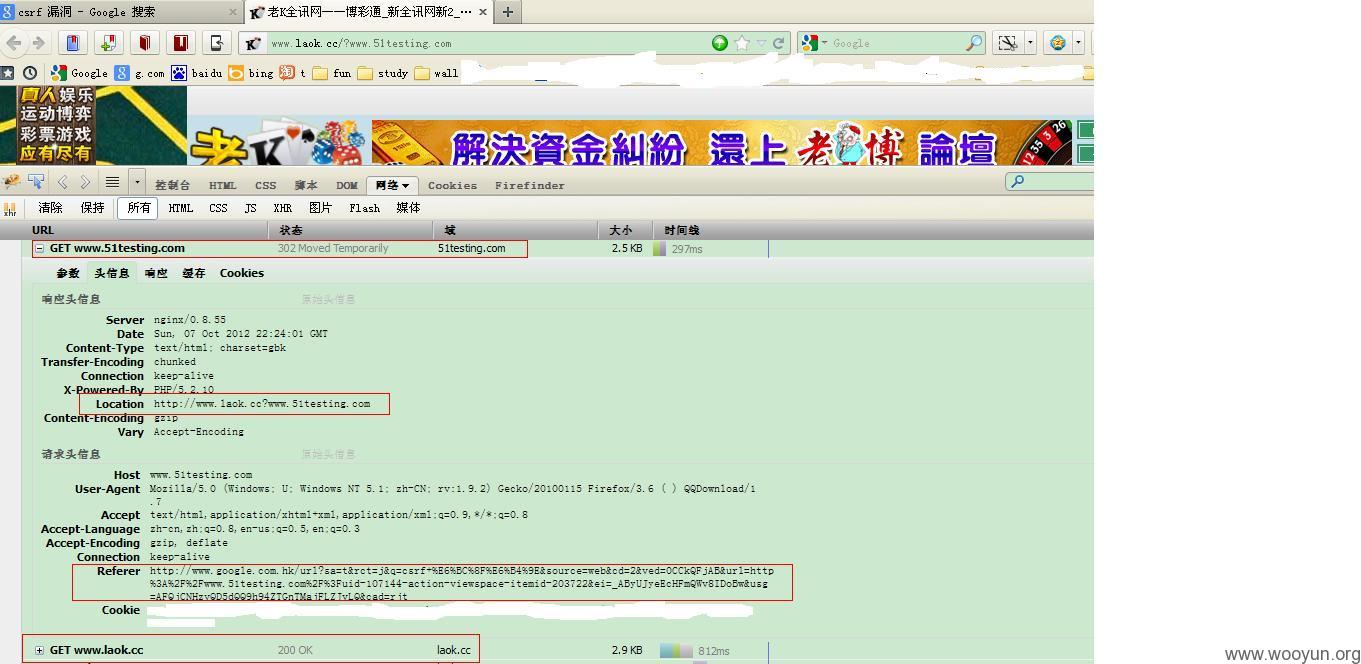 csrf 漏洞 - Google 搜索
老K全讯网一一博彩通_新全讯网新2_…
www.laok.cc/?www.51testing.com
Google
Google g.com baidu bing t fun study wall
真人娱乐
运动博弈
彩票游戏
应有尽有
老K
解決資金糾紛 還上老博論壇
控制台 HTML CSS 脚本 DOM 网络 Cookies Firefinder
清除 保持 所有 HTML CSS JS XHR 图片 Flash 媒体
URL 状态 域 大小 时间线
GET www.51testing.com 302 Moved Temporarily 51testing.com 2.5 KB 297ms
参数 头信息 响应 缓存 Cookies
响应头信息 原始头信息
Server nginx/0.8.55
Date Sun, 07 Oct 2012 22:24:01 GMT
Content-Type text/html; charset=gbk
Transfer-Encoding chunked
Connection keep-alive
X-Powered-By PHP/5.2.10
Location http://www.laok.cc?www.51testing.com
Content-Encoding gzip
Vary Accept-Encoding
请求头信息 原始头信息
Host www.51testing.com
User-Agent Mozilla/5.0 (Windows; U; Windows NT 5.1; zh-CN; rv:1.9.2) Gecko/20100115 Firefox/3.6 ( ) QQDownload/1
.7
Accept text/html,application/xhtml+xml,application/xml;q=0.9,*/*;q=0.8
Accept-Language zh-cn,zh;q=0.8,en-us;q=0.5,en;q=0.3
Accept-Encoding gzip, deflate
Connection keep-alive
Referer http://www.google.com.hk/url?sa=t&rct=j&q=csrf+%E6%BC%8F%E6%B4%9E&source=web&cd=2&ved=0CCkQFjAB&url=http
%3A%2F%2Fwww.51testing.com%2F%3Fuid-107144-action-viewspace-itemid-203722&ei=_AByUJyeEcHFmQWv8IDoBw&usg
=AFQjCNHzvQD5dQQ9h94ZTGnTMajFLZJyLQ&cad=rjt
Cookie
GET www.laok.cc 200 OK laok.cc 2.9 KB 812ms
www.wooyun.org